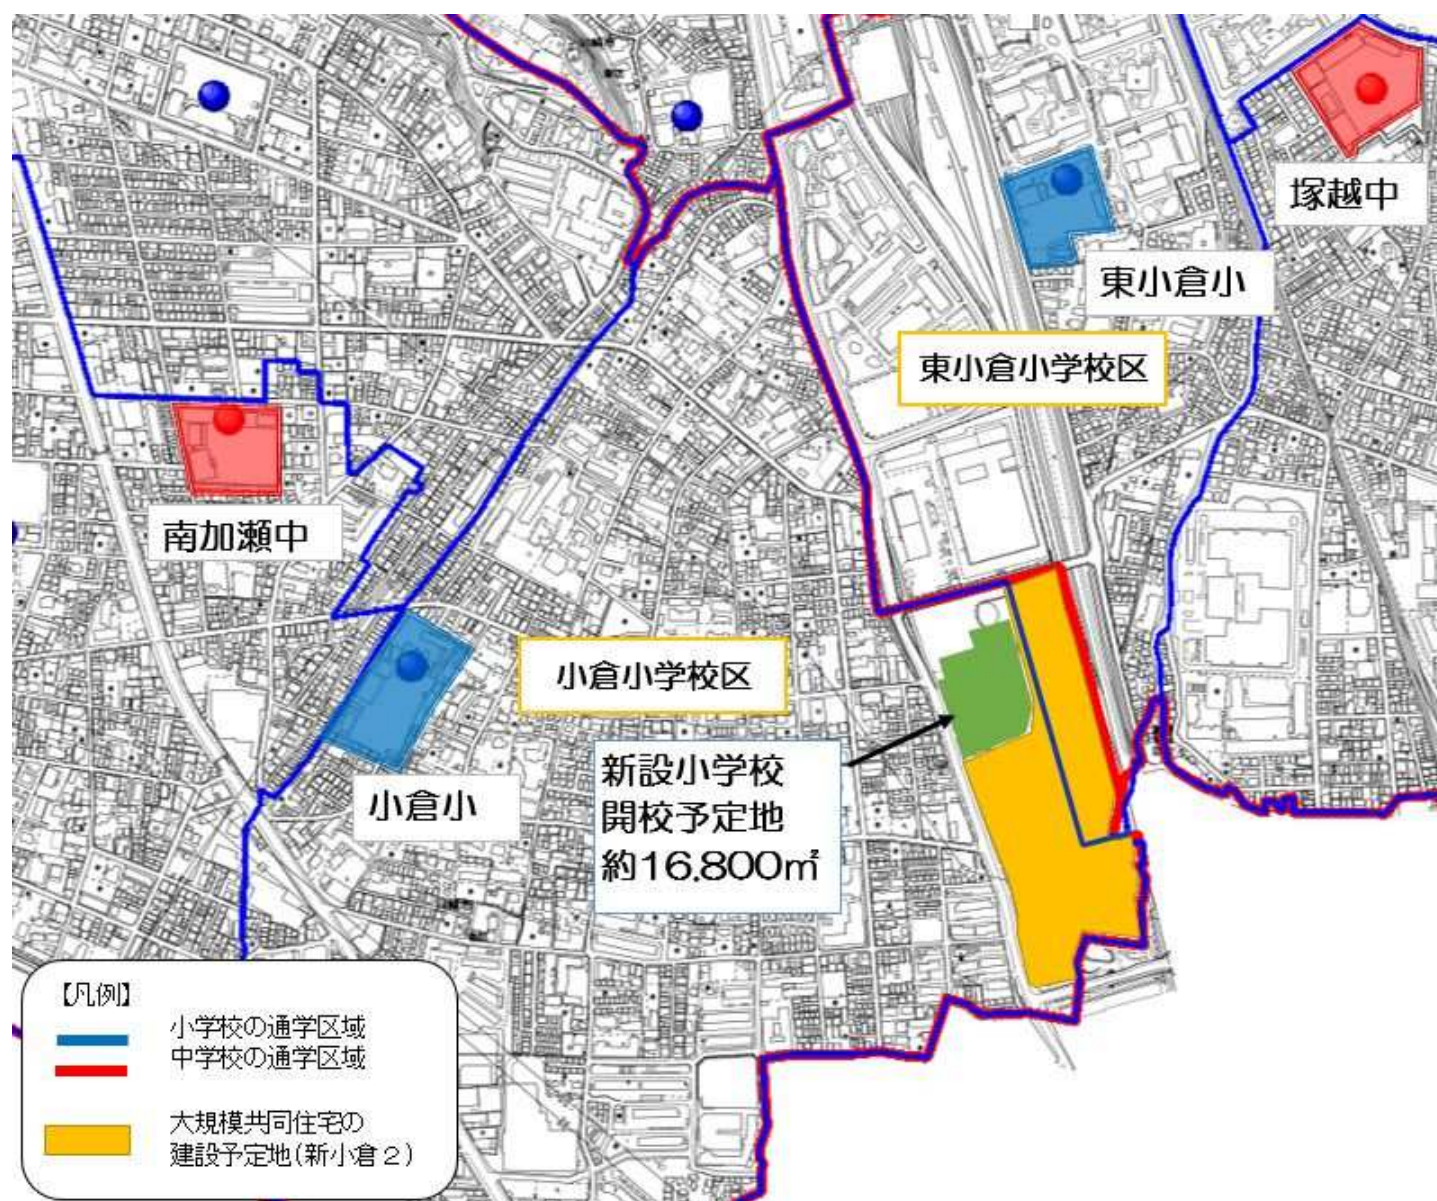 塚越中
東小倉小
東小倉小学校区
南加瀬中
小倉小学校区
新設小学校
開校予定地
約16,800㎡
小倉小
【凡例】
小学校の通学区域
中学校の通学区域
大規模共同住宅の
建設予定地(新小倉2)